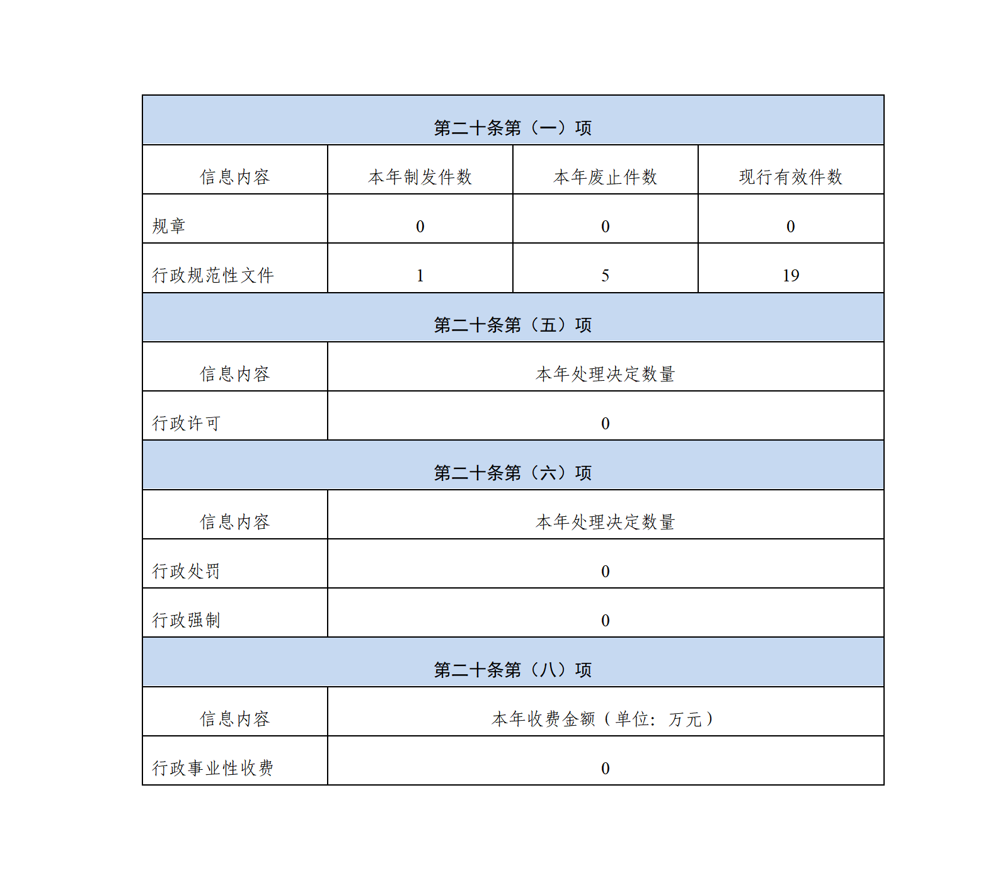 第二十条第（一）项
信息内容 本年制发件数 本年废止件数 现行有效件数
规章 0 0 0
行政规范性文件 1 5 19
第二十条第（五）项
信息内容 本年处理决定数量
行政许可 0
第二十条第（六）项
信息内容 本年处理决定数量
行政处罚 0
行政强制 0
第二十条第（八）项
信息内容 本年收费金额（单位：万元）
行政事业性收费 0